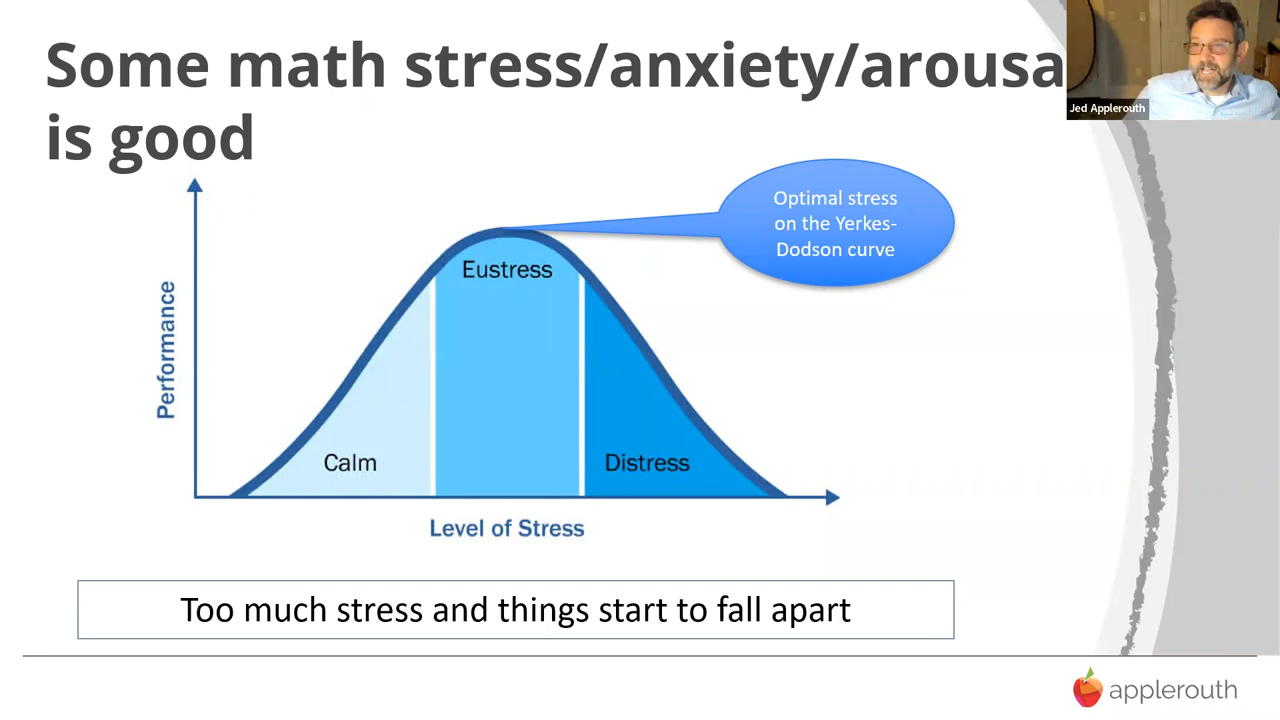 Some math stress/anxiety/arousa
is good
Jed Applerouth
Optimal stress
on the Yerkes-
Dodson curve
Eustress
Performance
Calm
Distress
Level of Stress
Too much stress and things start to fall apart
applerouth